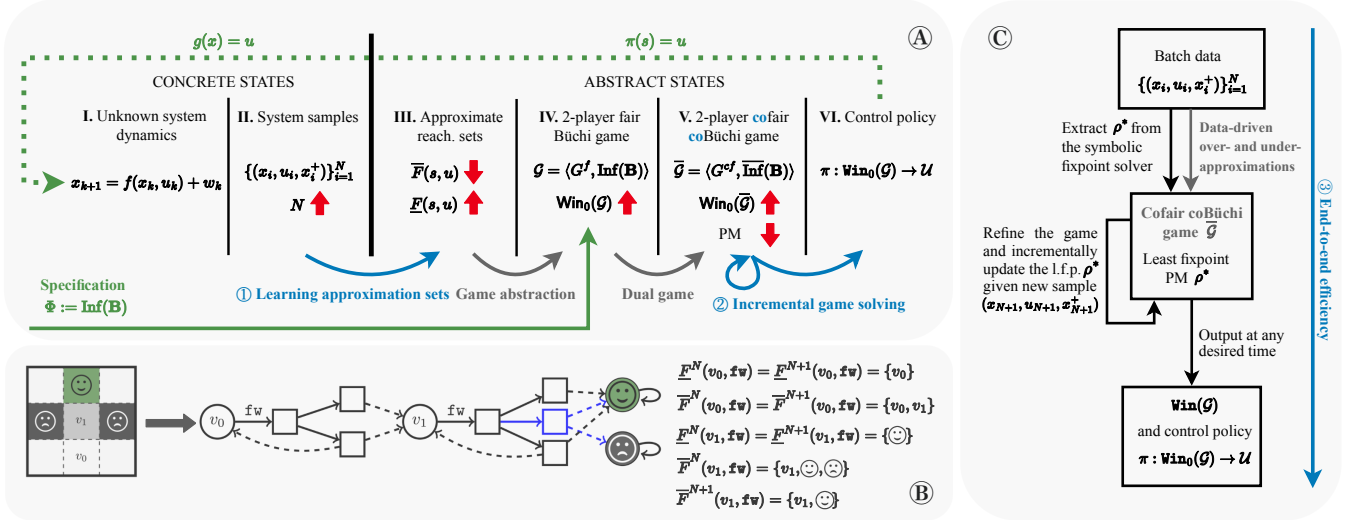 g(x) = u
π(s) = u
Ⓐ
CONCRETE STATES
ABSTRACT STATES
I. Unknown system
dynamics
x_{k+1} = f(x_k, u_k) + w_k
II. System samples
{(x_i, u_i, x_i^+)}_{i=1}^N
N
III. Approximate
reach. sets
F̅(s, u)
F̲(s, u)
IV. 2-player fair
Büchi game
𝒢 = ⟨G^f, Inf(B)⟩
Win_0(𝒢)
V. 2-player cofair
coBüchi game
𝒢̅ = ⟨G^{cf}, \overline{Inf}(B)⟩
Win_0(𝒢̅)
PM
VI. Control policy
π : Win_0(𝒢) → 𝒰
Specification
Φ := Inf(B)
① Learning approximation sets
Game abstraction
Dual game
② Incremental game solving
v_1
v_0
v_0
fw
v_1
fw
F̲^N(v_0, fw) = F̲^{N+1}(v_0, fw) = {v_0}
F̅^N(v_0, fw) = F̅^{N+1}(v_0, fw) = {v_0, v_1}
F̲^N(v_1, fw) = F̲^{N+1}(v_1, fw) = {☺}
F̅^N(v_1, fw) = {v_1, ☺, ☹}
F̅^{N+1}(v_1, fw) = {v_1, ☺}
Ⓑ
Ⓒ
Batch data
{(x_i, u_i, x_i^+)}_{i=1}^N
Extract ρ* from
the symbolic
fixpoint solver
Data-driven
over- and under-
approximations
Cofair coBüchi
game 𝒢̅
Least fixpoint
PM ρ*
Refine the game
and incrementally
update the l.f.p. ρ*
given new sample
(x_{N+1}, u_{N+1}, x_{N+1}^+)
Output at any
desired time
Win(𝒢)
and control policy
π : Win_0(𝒢) → 𝒰
③ End-to-end efficiency